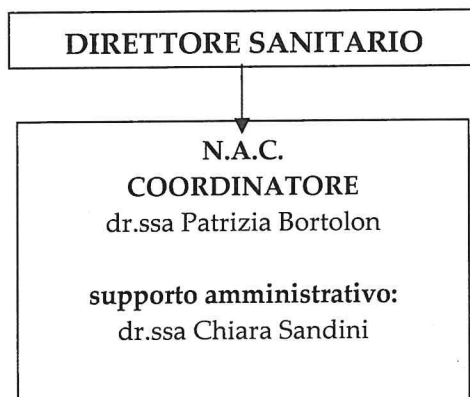 DIRETTORE SANITARIO
N.A.C.
COORDINATORE
dr.ssa Patrizia Bortolon
supporto amministrativo:
dr.ssa Chiara Sandini